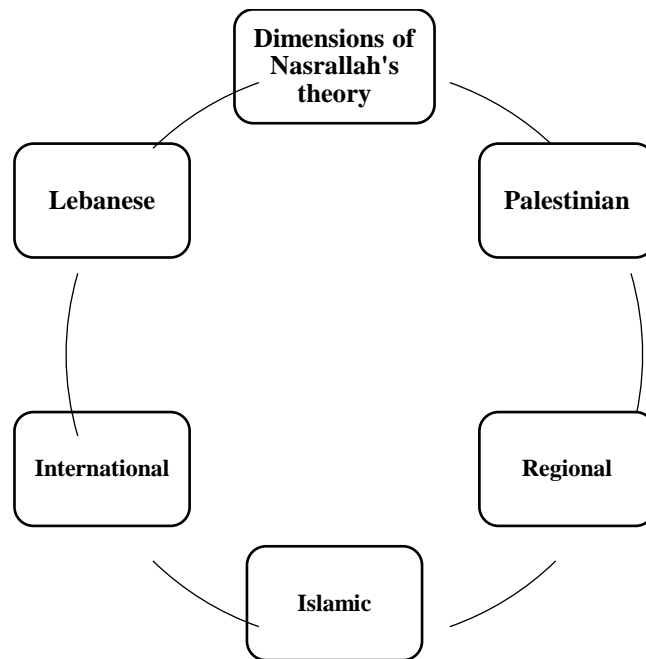 Dimensions of
Nasrallah's
theory
Lebanese
Palestinian
International
Regional
Islamic